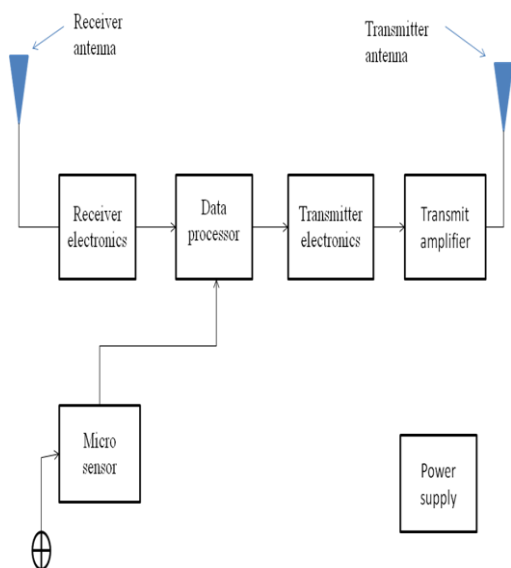 Receiver
antenna
Transmitter
antenna
Receiver
electronics
Data
processor
Transmitter
electronics
Transmit
amplifier
Micro
sensor
Power
supply